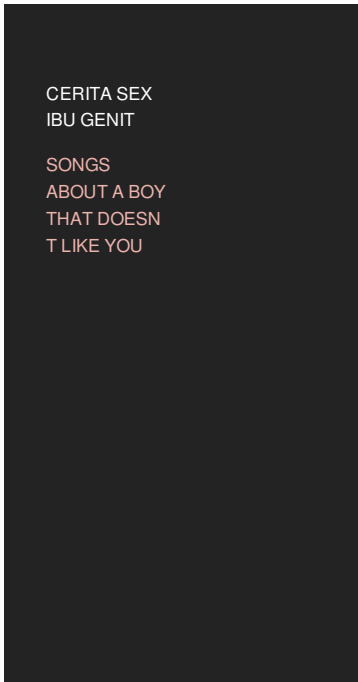 CERITA SEX
IBU GENIT
SONGS
ABOUT A BOY
THAT DOESN
T LIKE YOU